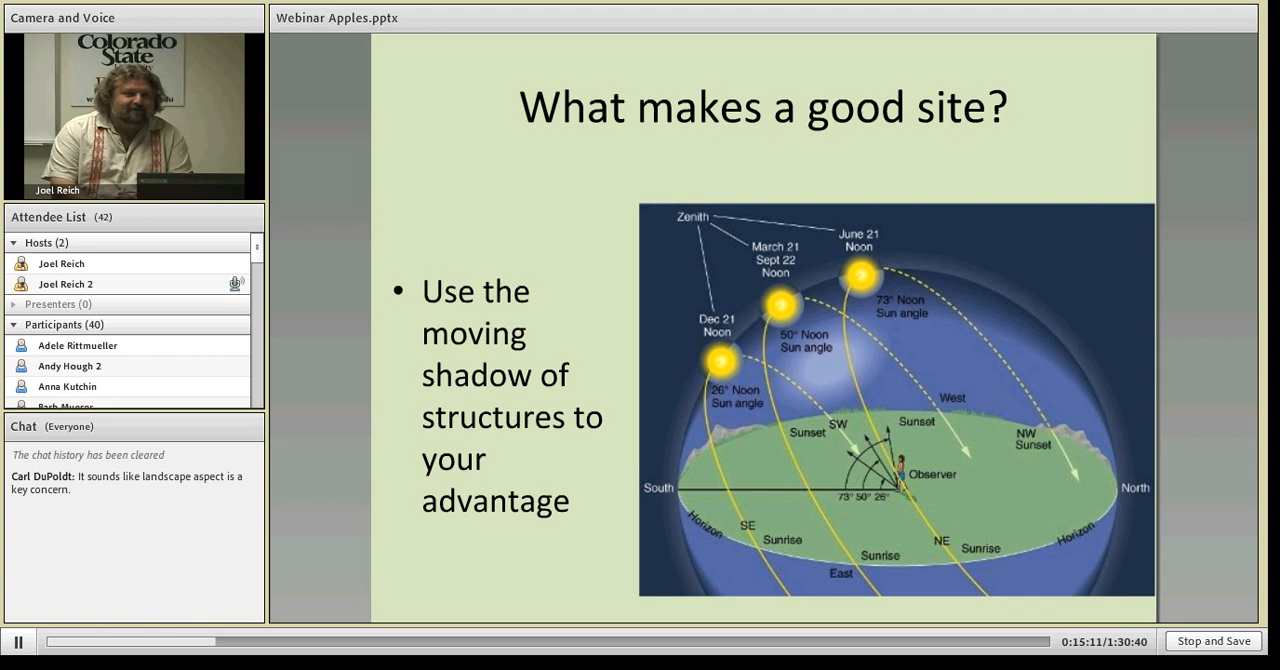 Camera and Voice
Colorado
State
Joel Reich
Attendee List (42)
Hosts (2)
Joel Reich
Joel Reich 2
Presenters (0)
Participants (40)
Adele Rittmueller
Andy Hough 2
Anna Kutchin
Chat (Everyone)
The chat history has been cleared
Carl DuPoldt: It sounds like landscape aspect is a
key concern.
Webinar Apples.pptx
What makes a good site?
• Use the
moving
shadow of
structures to
your
advantage
Zenith
June 21
Noon
March 21
Sept 22
Noon
73° Noon
Sun angle
Dec 21
Noon
50° Noon
Sun angle
26° Noon
Sun angle
West
SW
Sunset
Sunset
NW
Sunset
Observer
South
73° 50° 26°
North
Horizon
SE
Sunrise
Sunrise
East
NE
Sunrise
Horizon
0:15:11/1:30:40
Stop and Save